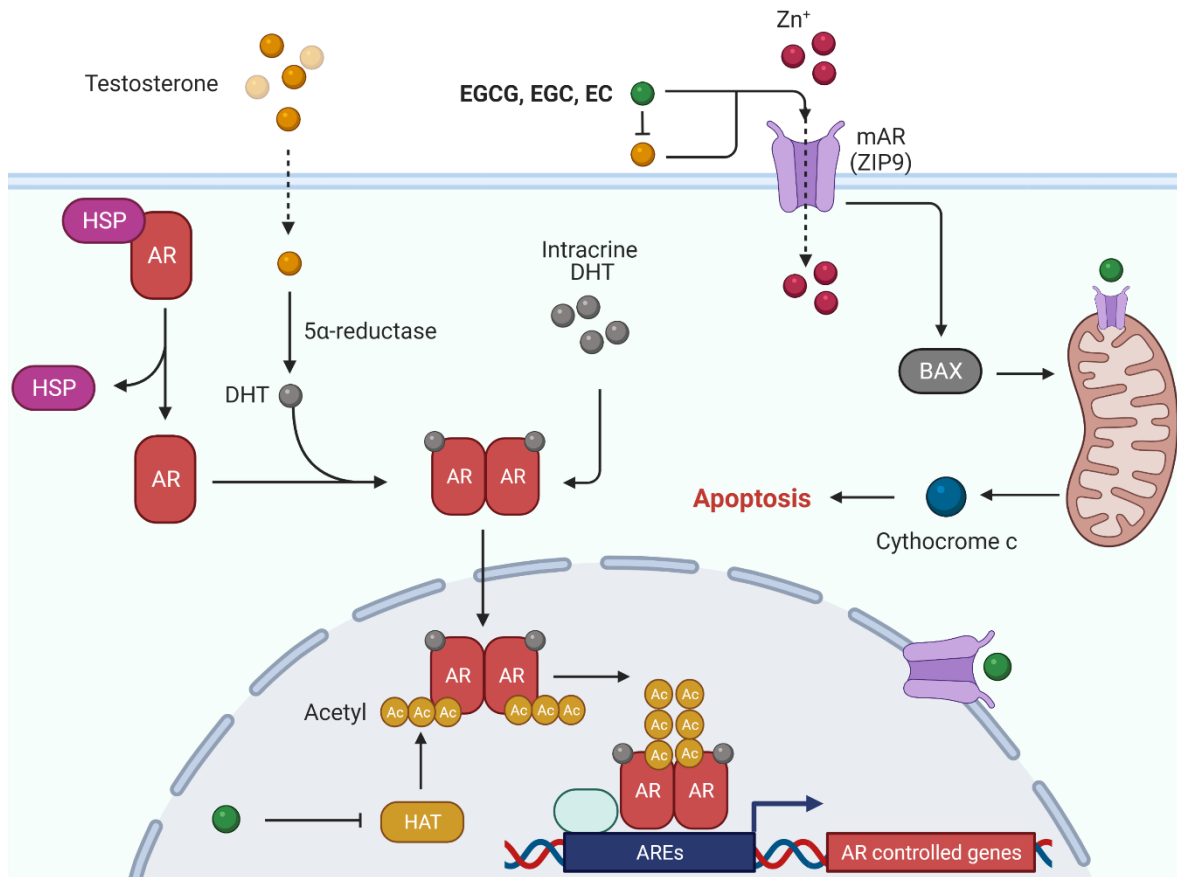 Zn⁺
Testosterone
EGCG, EGC, EC
mAR
(ZIP9)
HSP
AR
Intracrine
DHT
5α-reductase
HSP
DHT
BAX
AR
AR AR
Apoptosis
Cythocrome c
AR AR
Acetyl
Ac Ac Ac
Ac Ac Ac
Ac Ac
Ac Ac
Ac Ac
AR AR
HAT
AREs
AR controlled genes